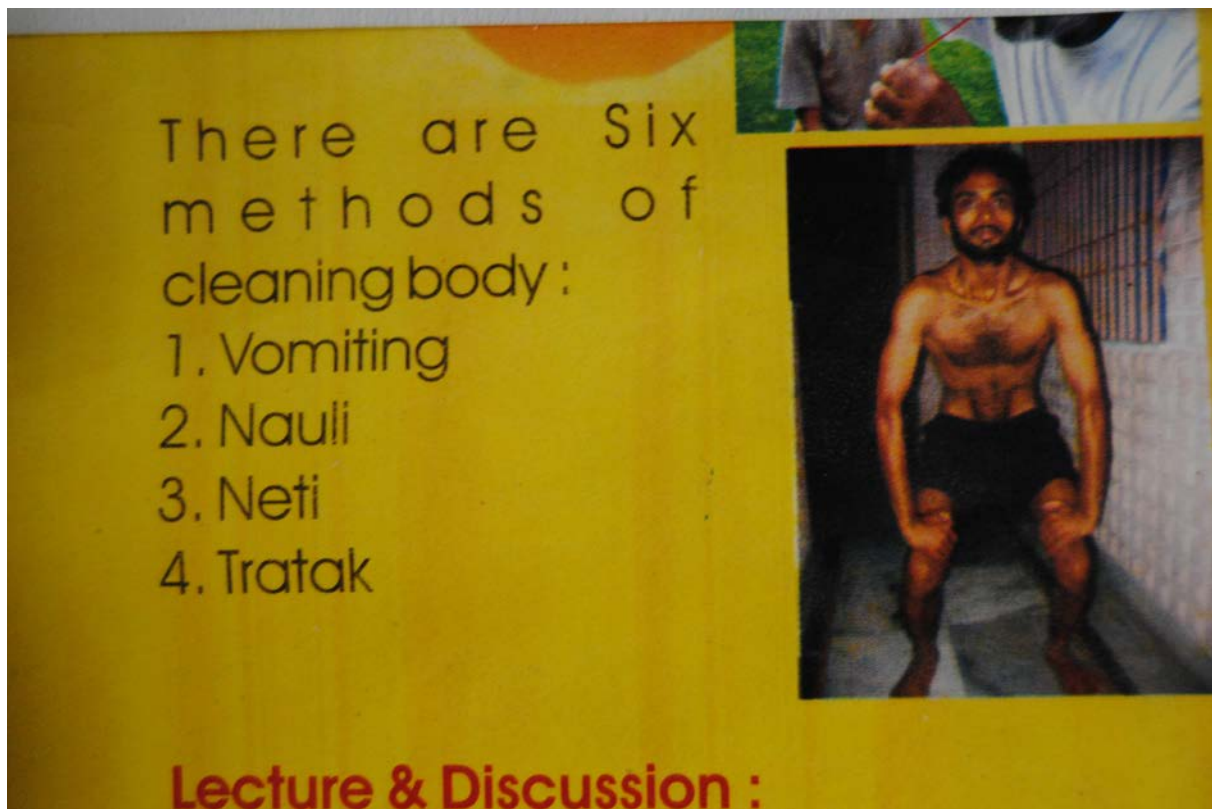 There are Six
methods of
cleaning body :
1. Vomiting
2. Nauli
3. Neti
4. Tratak
Lecture & Discussion :